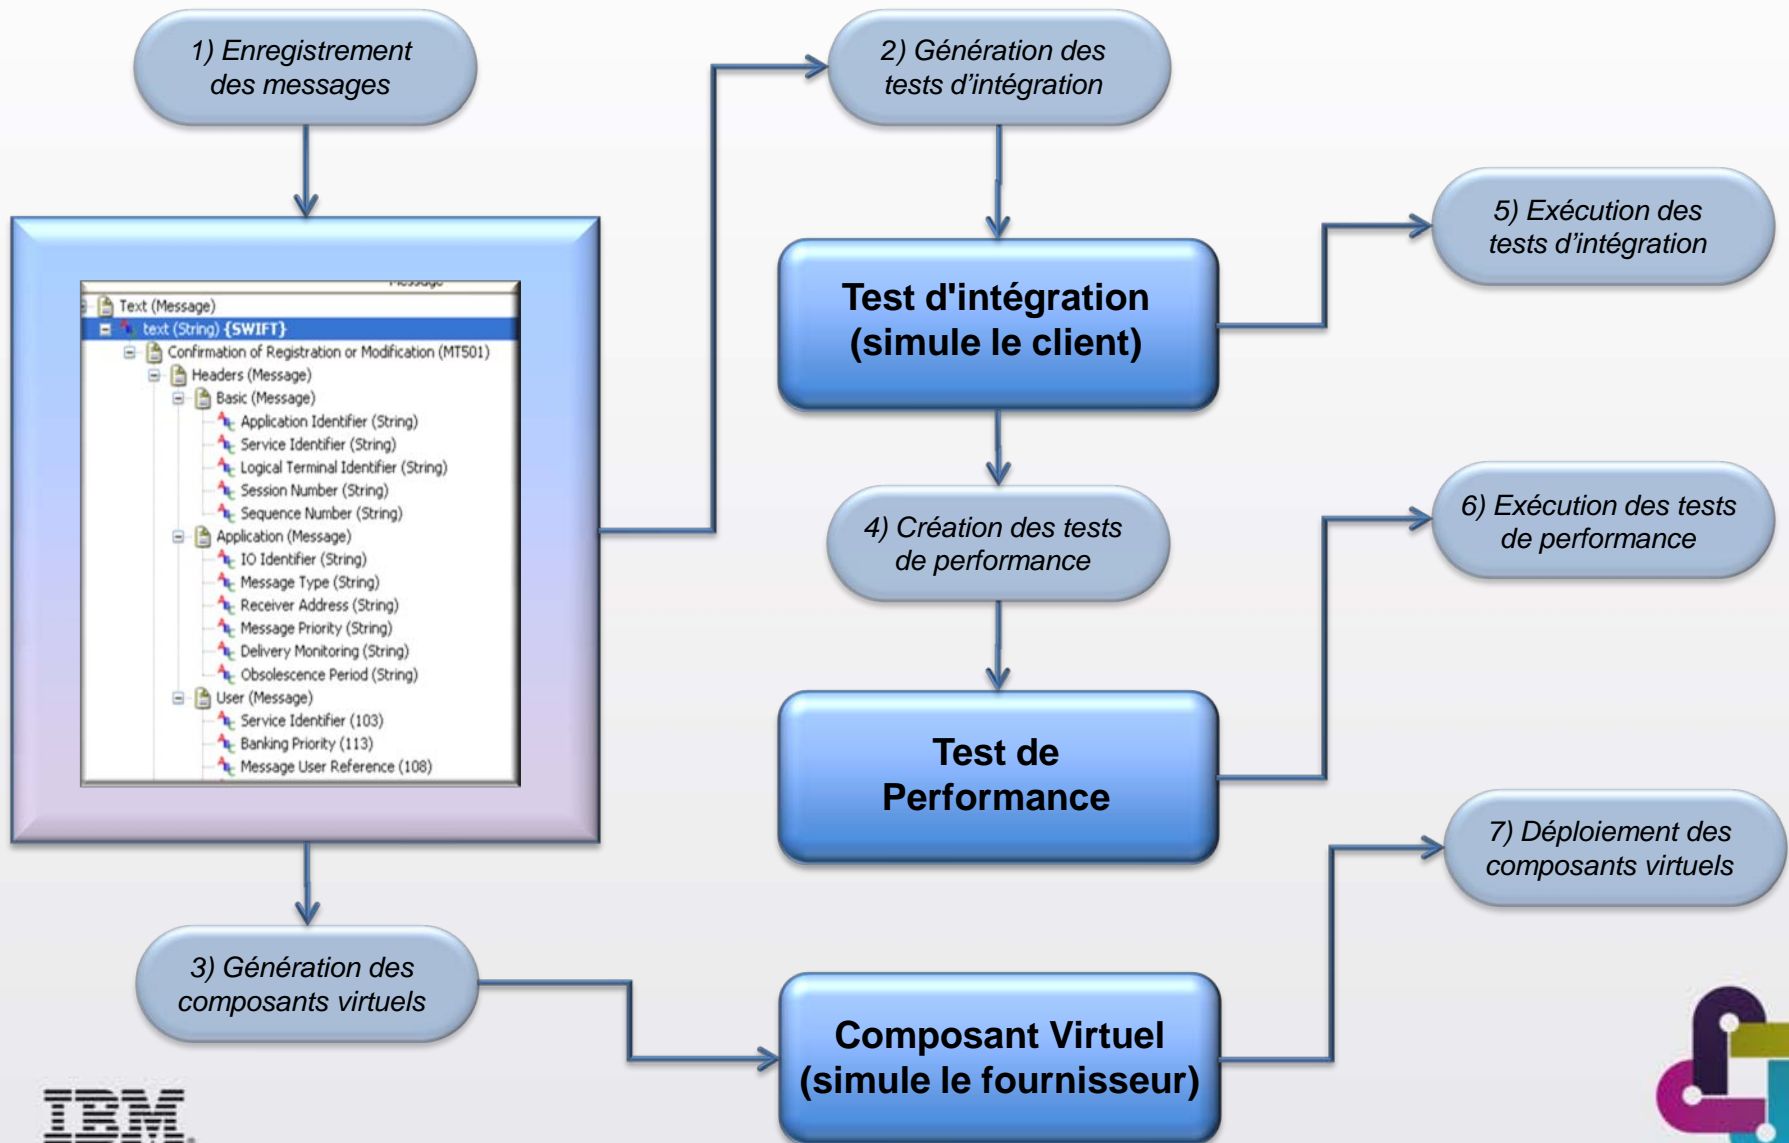 1) Enregistrement
des messages
2) Génération des
tests d'intégration
5) Exécution des
tests d'intégration
Message
Text (Message)
text (String) {SWIFT}
Confirmation of Registration or Modification (MT501)
Headers (Message)
Basic (Message)
Application Identifier (String)
Service Identifier (String)
Logical Terminal Identifier (String)
Session Number (String)
Sequence Number (String)
Application (Message)
IO Identifier (String)
Message Type (String)
Receiver Address (String)
Message Priority (String)
Delivery Monitoring (String)
Obsolescence Period (String)
User (Message)
Service Identifier (103)
Banking Priority (113)
Message User Reference (108)
Test d'intégration
(simule le client)
4) Création des tests
de performance
6) Exécution des tests
de performance
Test de
Performance
7) Déploiement des
composants virtuels
3) Génération des
composants virtuels
Composant Virtuel
(simule le fournisseur)
IBM